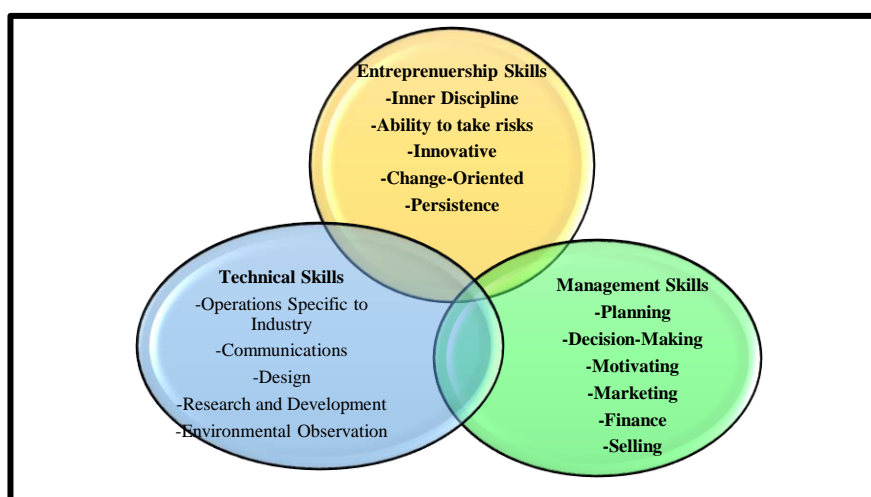 Entreprenuership Skills
-Inner Discipline
-Ability to take risks
-Innovative
-Change-Oriented
-Persistence
Technical Skills
-Operations Specific to
Industry
-Communications
-Design
-Research and Development
-Environmental Observation
Management Skills
-Planning
-Decision-Making
-Motivating
-Marketing
-Finance
-Selling